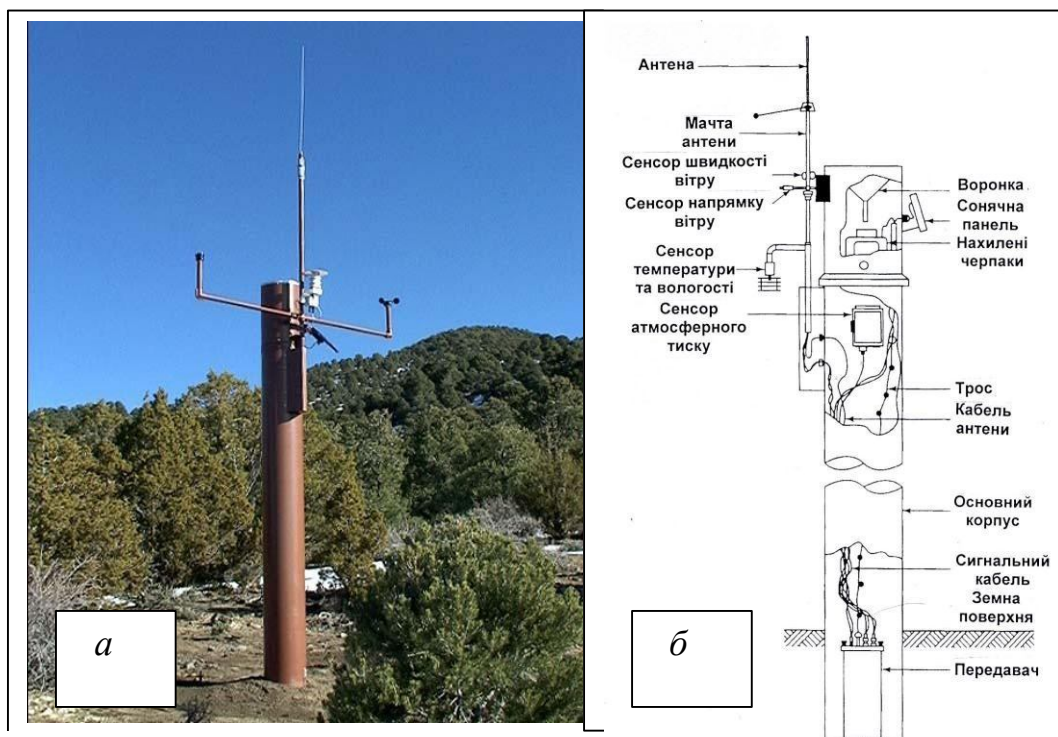 Антена
Мачта
антени
Сенсор швидкості
вітру
Сенсор напрямку
вітру
Сенсор
температури
та вологості
Сенсор
атмосферного
тиску
Воронка
Сонячна
панель
Нахилені
черпаки
Трос
Кабель
антени
Основний
корпус
Сигнальний
кабель
Земна
поверхня
Передавач
а
б